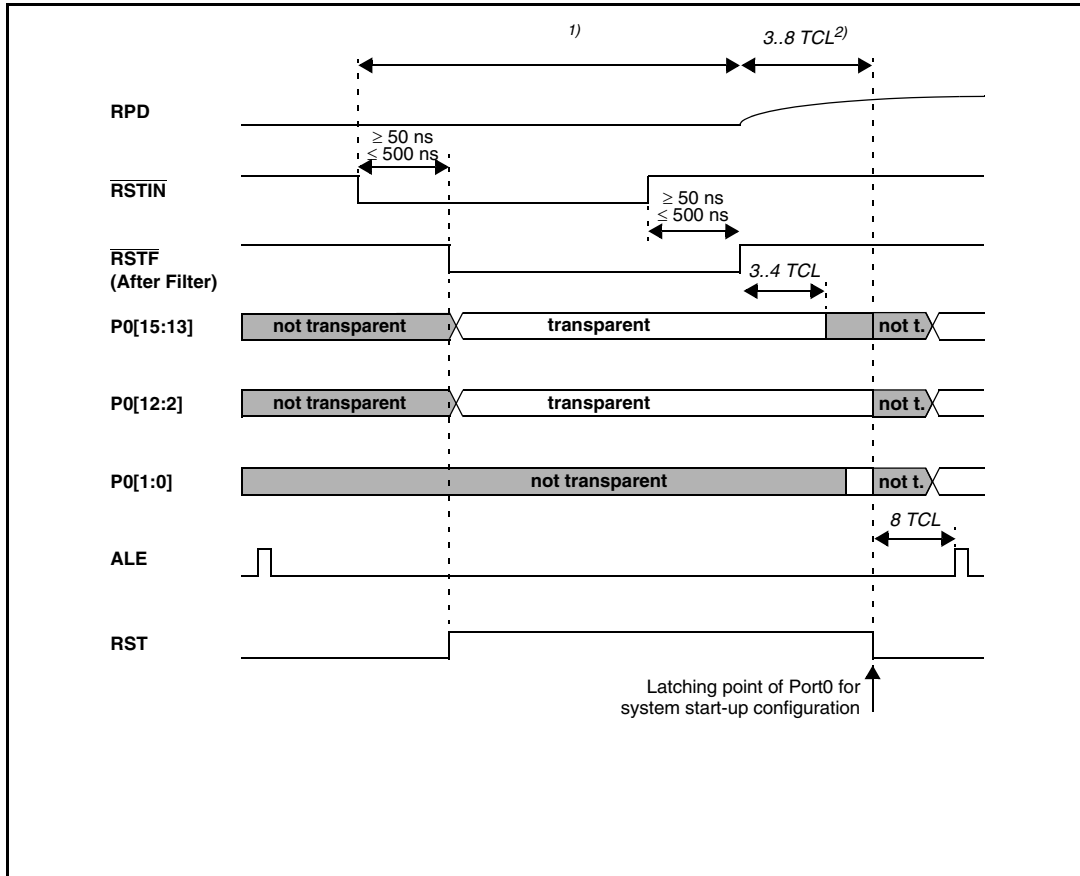 1)
3..8 TCL2)
RPD
≥ 50 ns
≤ 500 ns
RSTIN
≥ 50 ns
≤ 500 ns
RSTF
(After Filter)
3..4 TCL
P0[15:13]
not transparent
transparent
not t.
P0[12:2]
not transparent
transparent
not t.
P0[1:0]
not transparent
not t.
8 TCL
ALE
RST
Latching point of Port0 for
system start-up configuration